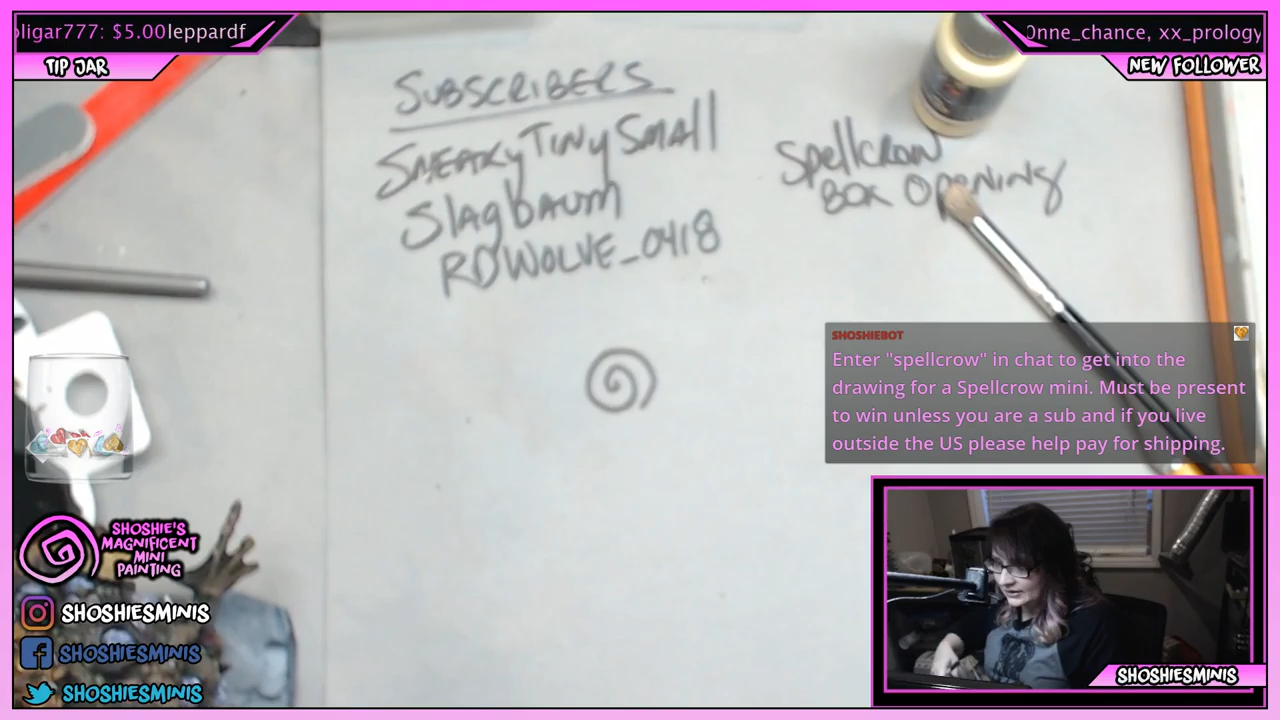 oligar777: $5.00leppardf
TIP JAR
0nne_chance, xx_prology
NEW FOLLOWER
SUBSCRIBERS
SNEAKYTINYSMAll
Slagbaum
RDWOLVE_0418
Spellcrow
BOX OPENING
SHOSHIEBOT
Enter "spellcrow" in chat to get into the
drawing for a Spellcrow mini. Must be present
to win unless you are a sub and if you live
outside the US please help pay for shipping.
SHOSHIE'S
MAGNIFICENT
MINI
PAINTING
SHOSHIESMINIS
SHOSHIESMINIS
SHOSHIESMINIS
SHOSHIESMINIS